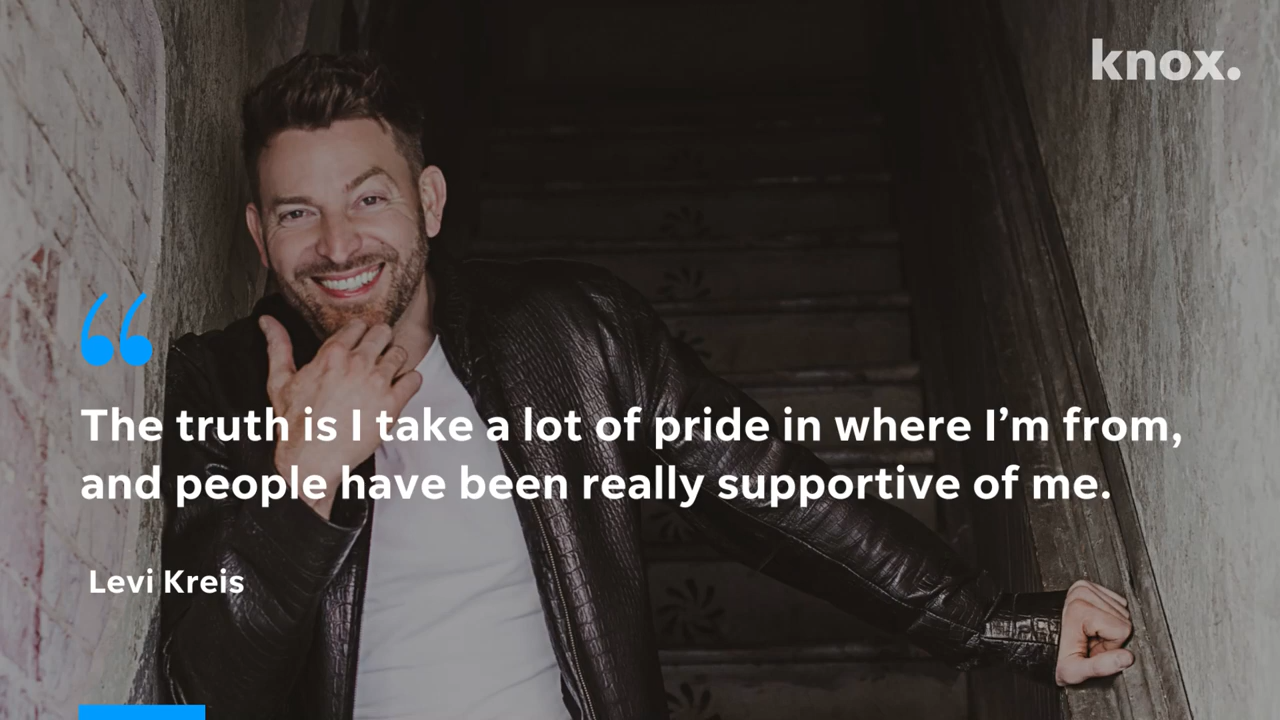 knox.
“
The truth is I take a lot of pride in where I’m from,
and people have been really supportive of me.
Levi Kreis